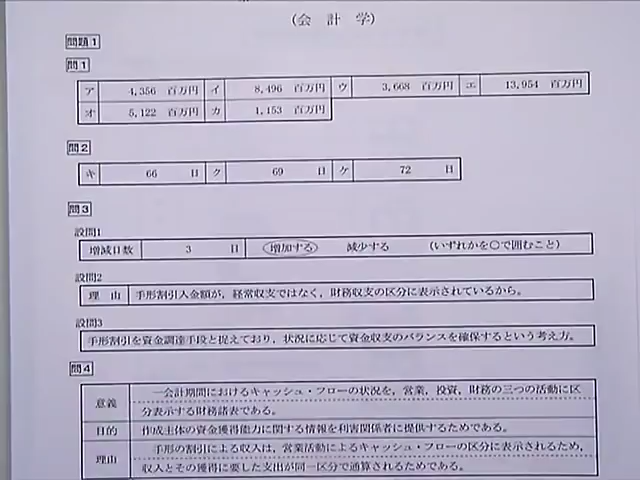 （会　計　学）
問題1
問1
ア 4,356 百万円 イ 8,496 百万円 ウ 3,668 百万円 エ 13,954 百万円
オ 5,122 百万円 カ 1,153 百万円
問2
キ 66 日 ク 69 日 ケ 72 日
問3
設問1
増減日数 3 日 増加する 減少する （いずれかを○で囲むこと）
設問2
理　由 手形割引入金額が，経常収支ではなく，財務収支の区分に表示されているから。
設問3
手形割引を資金調達手段と捉えており，状況に応じて資金収支のバランスを確保するという考え方。
問4
意義 一会計期間におけるキャッシュ・フローの状況を，営業，投資，財務の三つの活動に区
分表示する財務諸表である。
目的 作成主体の資金獲得能力に関する情報を利害関係者に提供するためである。
理由 手形の割引による収入は，営業活動によるキャッシュ・フローの区分に表示されるため，
収入とその獲得に要した支出が同一区分で通算されるためである。